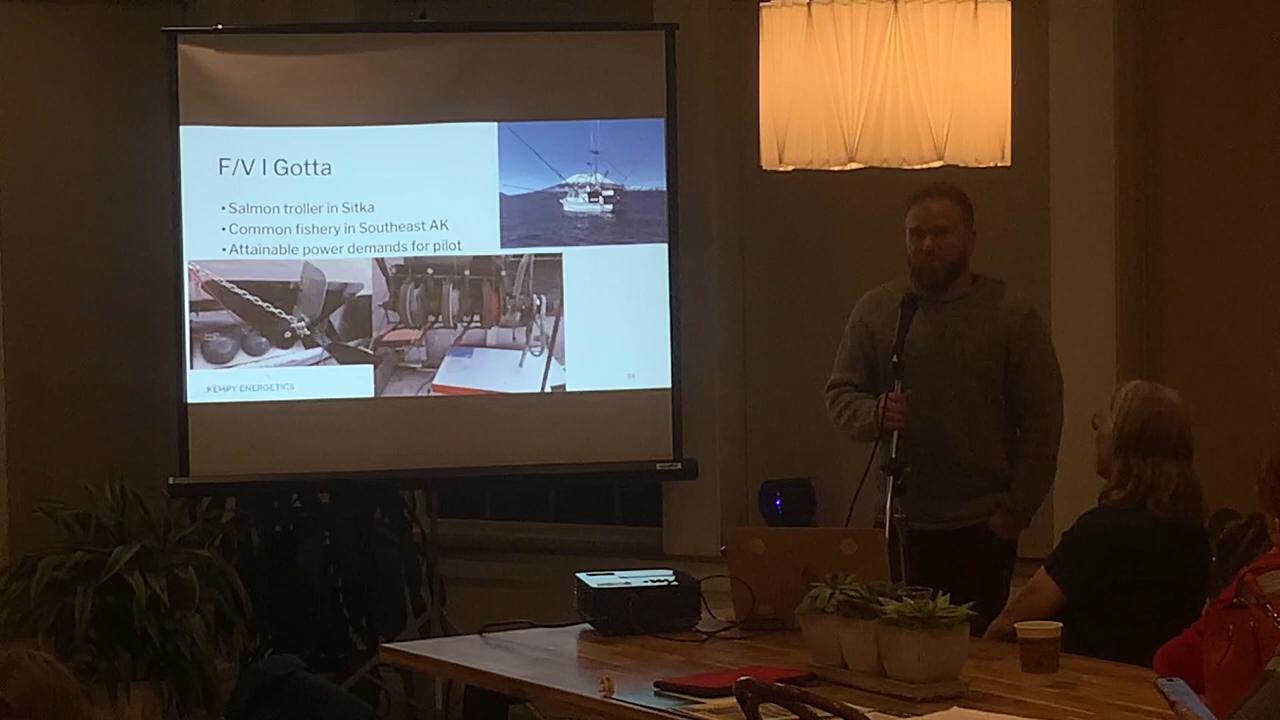 F/V I Gotta
• Salmon troller in Sitka
• Common fishery in Southeast AK
• Attainable power demands for pilot
KEMPY ENERGETICS